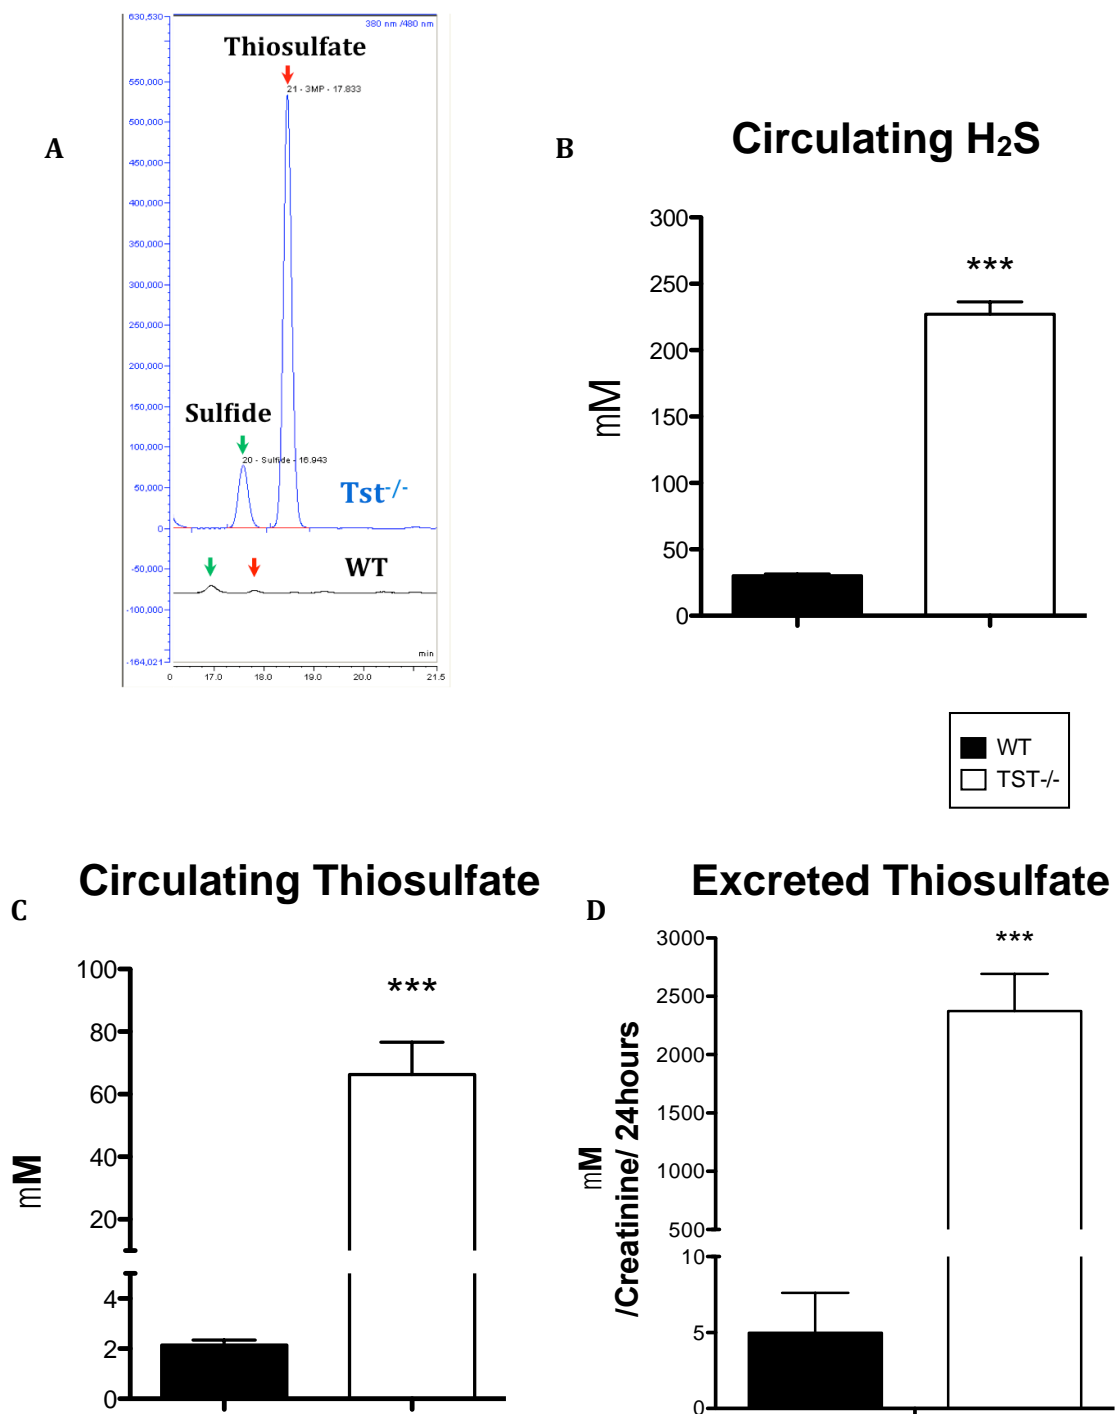 A
630,530
380 nm /480 nm
Thiosulfate
21 - 3MP - 17.833
550,000
500,000
450,000
400,000
350,000
300,000
250,000
200,000
150,000
100,000
50,000
0
-50,000
-100,000
-164,021
Sulfide
20 - Sulfide - 16.943
Tst-/-
WT
min
0 17.0 18.0 19.0 20.0 21.5
B
Circulating H₂S
300
250
200
150
100
50
0
mM
***
WT
TST-/-
C
Circulating Thiosulfate
100
80
60
40
20
4
2
0
mM
***
D
Excreted Thiosulfate
3000
2500
2000
1500
1000
500
10
5
0
mM
/Creatinine/ 24hours
***